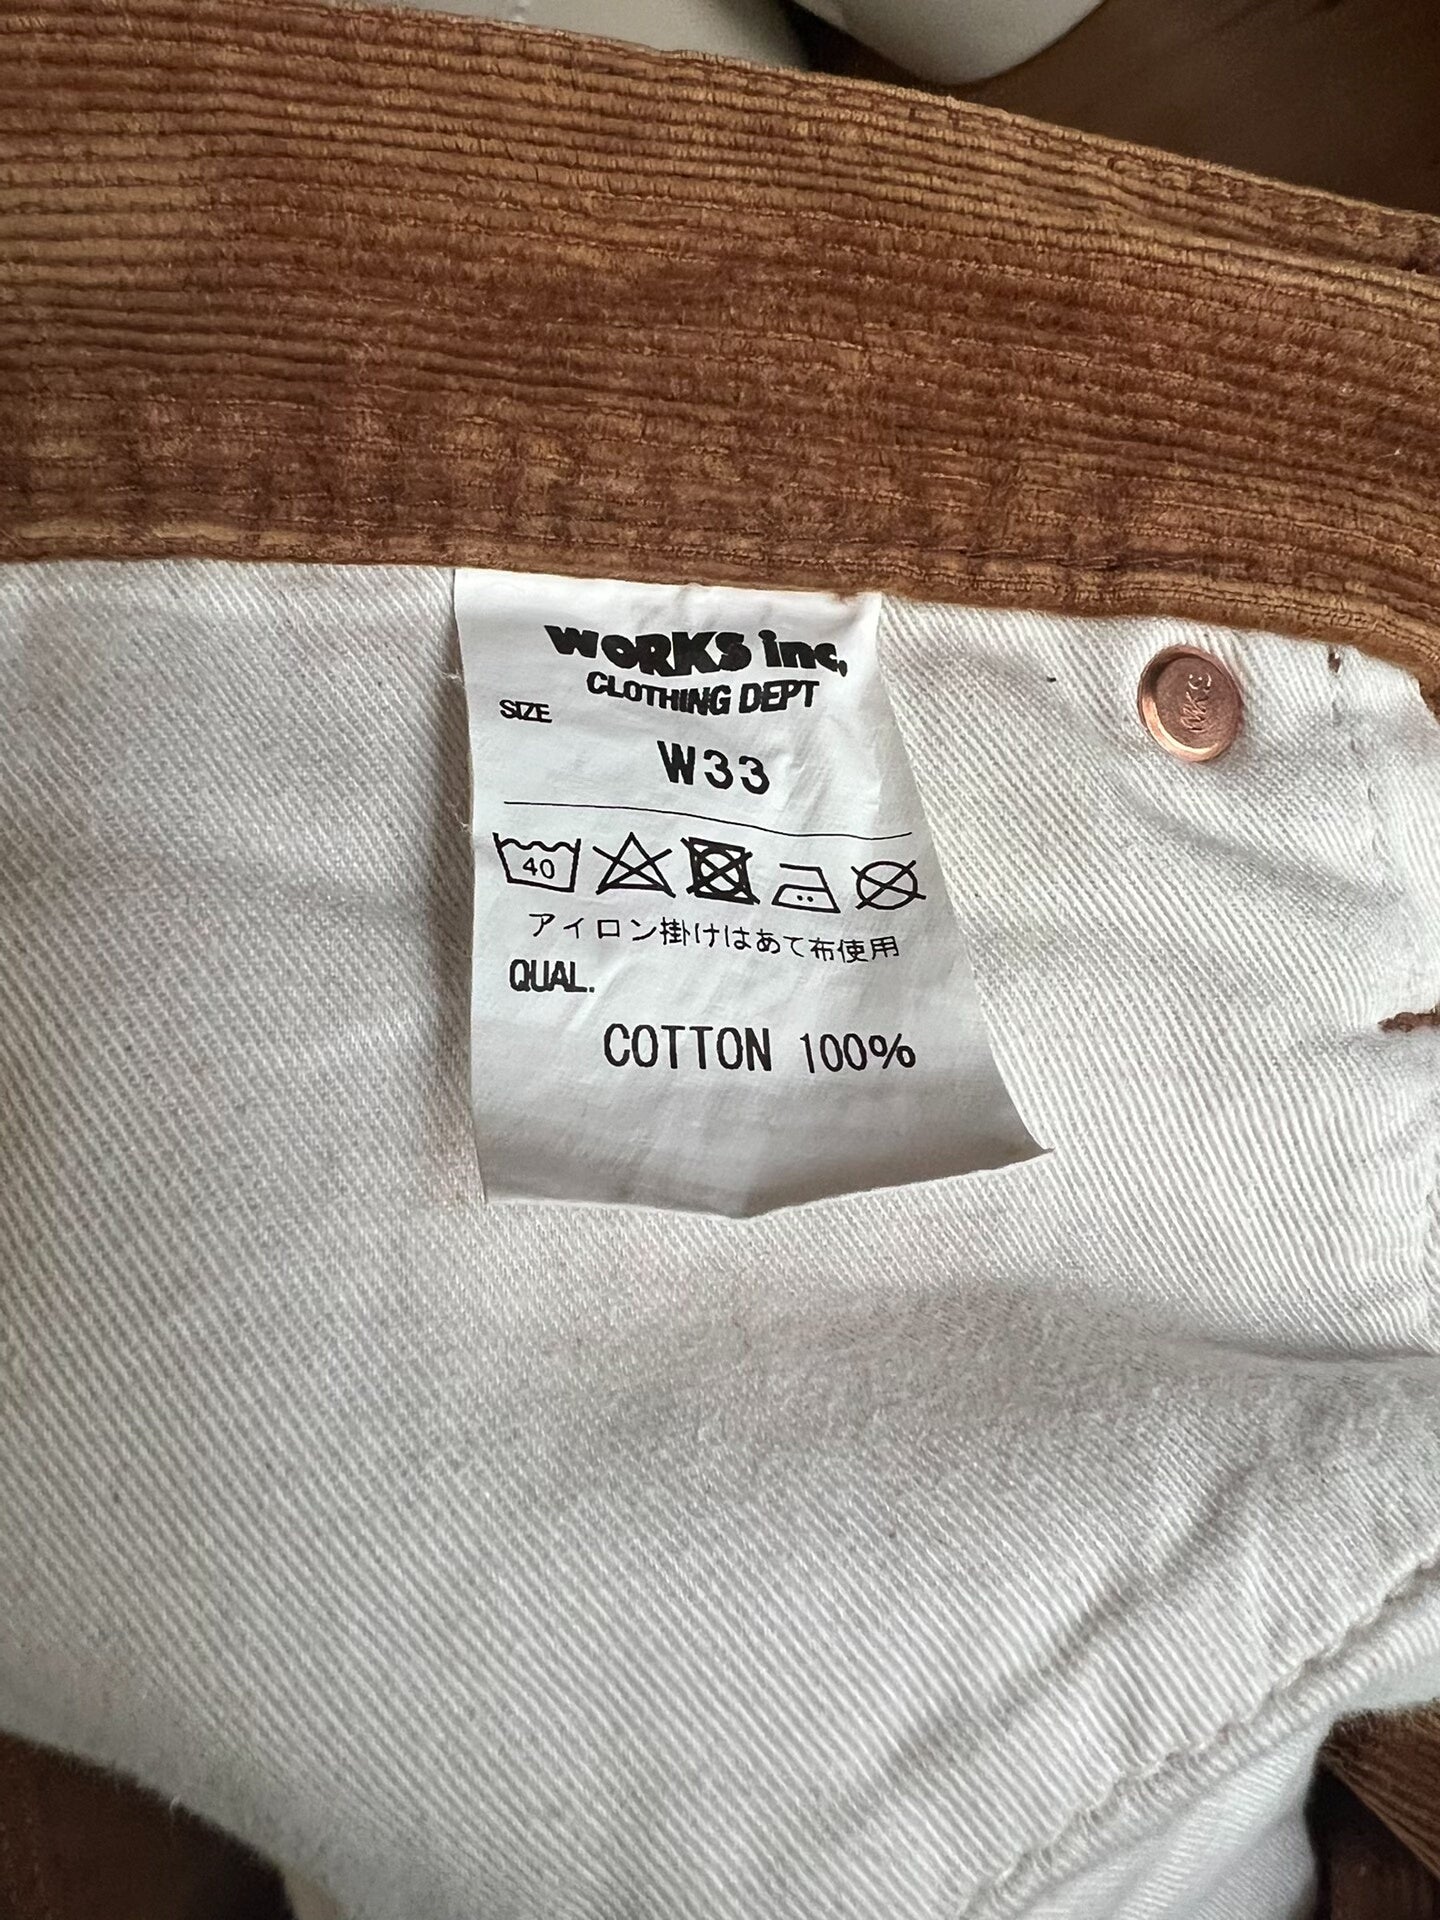 WORKS inc,
CLOTHING DEPT
SIZE
W33
40
アイロン掛けはあて布使用
QUAL.
COTTON 100%